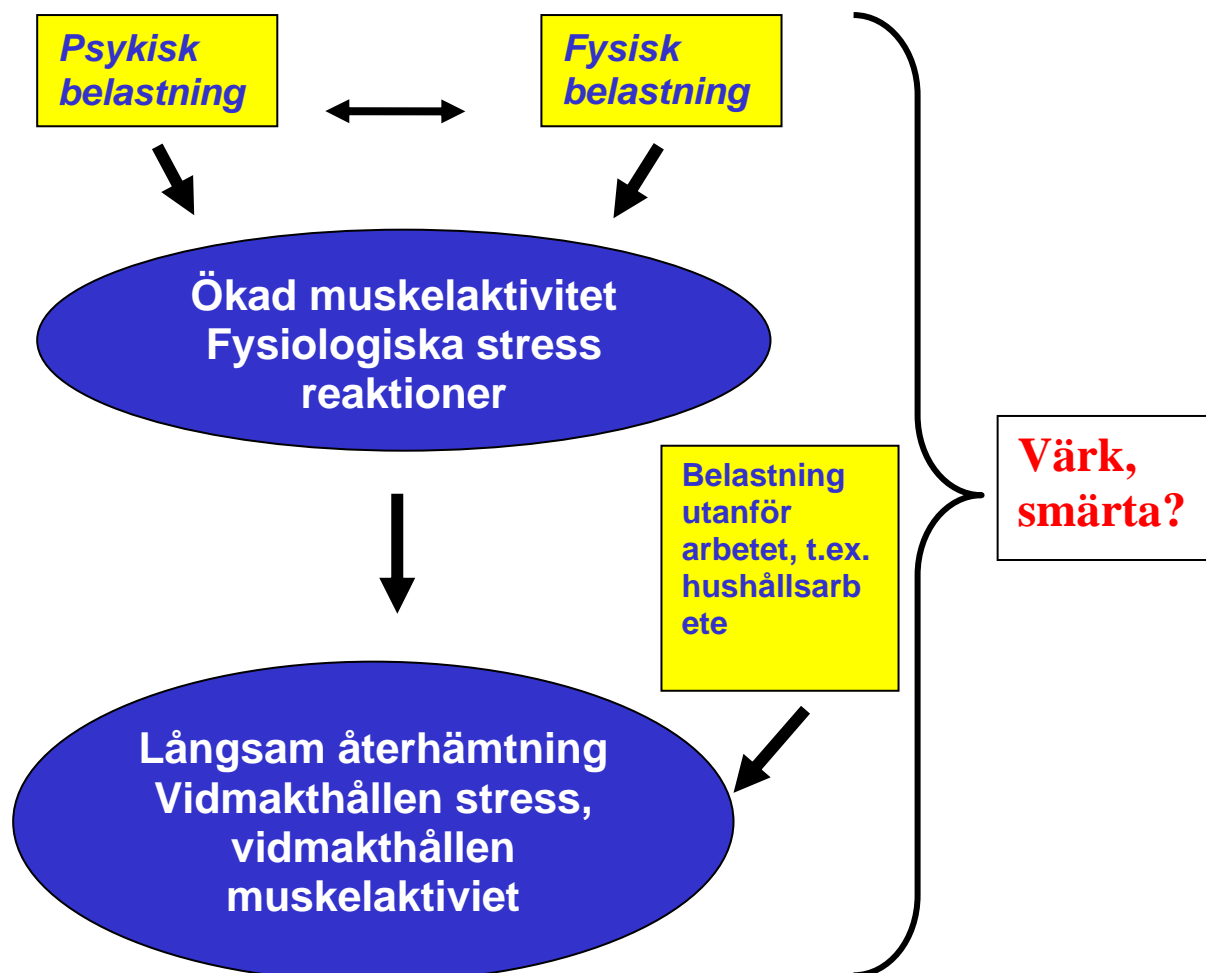 Psykisk
belastning
Fysisk
belastning
Ökad muskelaktivitet
Fysiologiska stress
reaktioner
Belastning
utanför
arbetet, t.ex.
hushållsarb
ete
Värk,
smärta?
Långsam återhämtning
Vidmakthållen stress,
vidmakthållen
muskelaktiviet